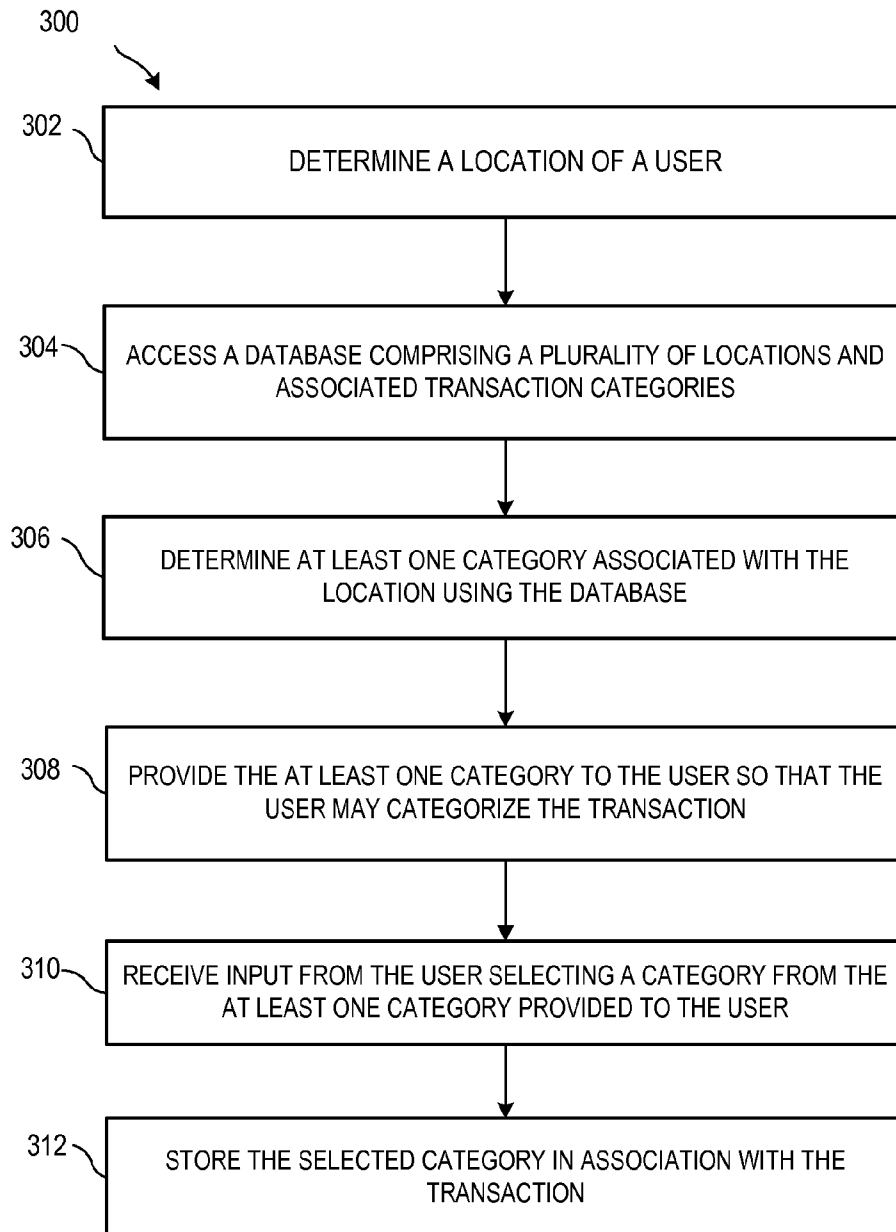 300
302
DETERMINE A LOCATION OF A USER
304
ACCESS A DATABASE COMPRISING A PLURALITY OF LOCATIONS AND
ASSOCIATED TRANSACTION CATEGORIES
306
DETERMINE AT LEAST ONE CATEGORY ASSOCIATED WITH THE
LOCATION USING THE DATABASE
308
PROVIDE THE AT LEAST ONE CATEGORY TO THE USER SO THAT THE
USER MAY CATEGORIZE THE TRANSACTION
310
RECEIVE INPUT FROM THE USER SELECTING A CATEGORY FROM THE
AT LEAST ONE CATEGORY PROVIDED TO THE USER
312
STORE THE SELECTED CATEGORY IN ASSOCIATION WITH THE
TRANSACTION